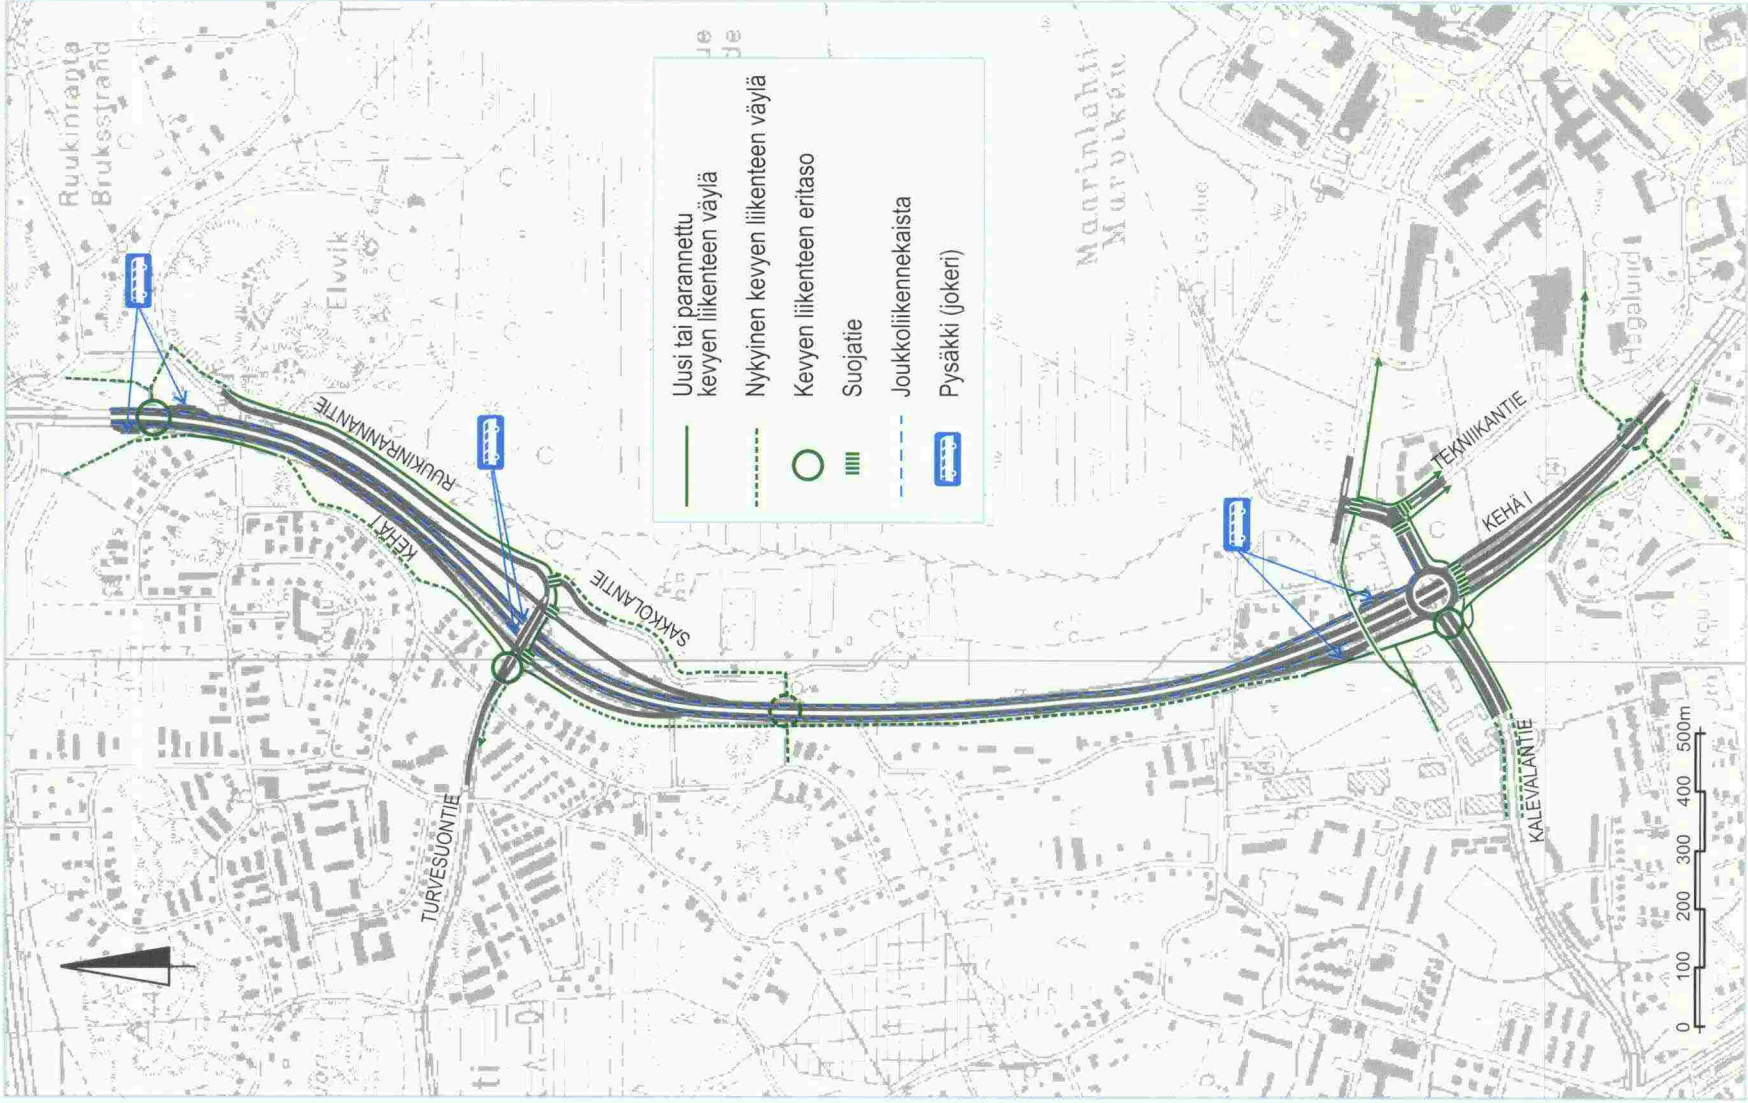 Ruukinranta
Bruksstrand
Elvvik
RUUKINRANNANTIE
KEHÄ I
SAKKOLANTIE
TURVESUONTIE
Uusi tai parannettu
kevyen liikenteen väylä
Nykyinen kevyen liikenteen väylä
Kevyen liikenteen eritaso
Suojatie
Joukkoliikennekaista
Pysäkki (jokeri)
Maarinlahti
Marviken
TEKNIIKANTIE
KEHÄ I
Hagalund
KALEVALANTIE
0 100 200 300 400 500m